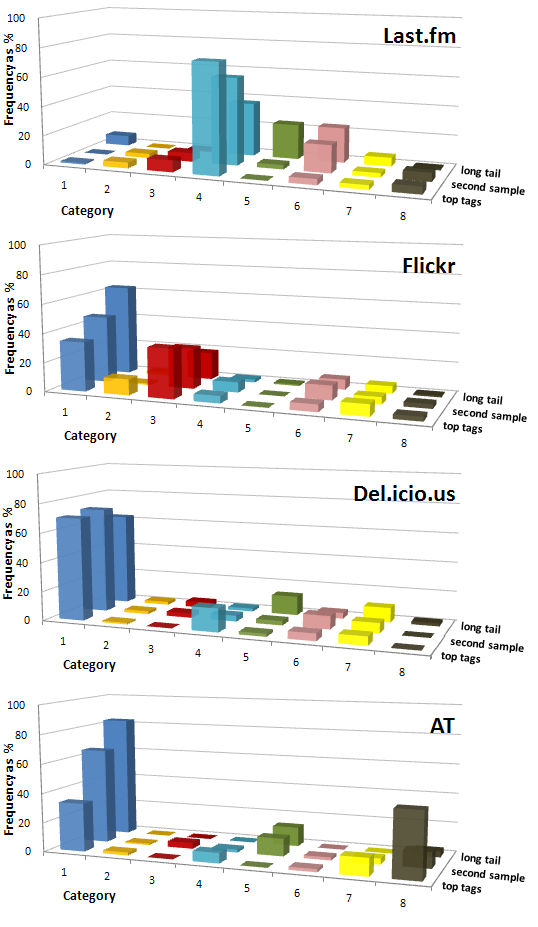 Last.fm
Frequency as %
100
80
60
40
20
0
1 2 3 4 5 6 7 8
Category
long tail
second sample
top tags
Flickr
Frequency as %
100
80
60
40
20
0
1 2 3 4 5 6 7 8
Category
long tail
second sample
top tags
Del.icio.us
Frequency as %
100
80
60
40
20
0
1 2 3 4 5 6 7 8
Category
long tail
second sample
top tags
AT
Frequency as %
100
80
60
40
20
0
1 2 3 4 5 6 7 8
Category
long tail
second sample
top tags